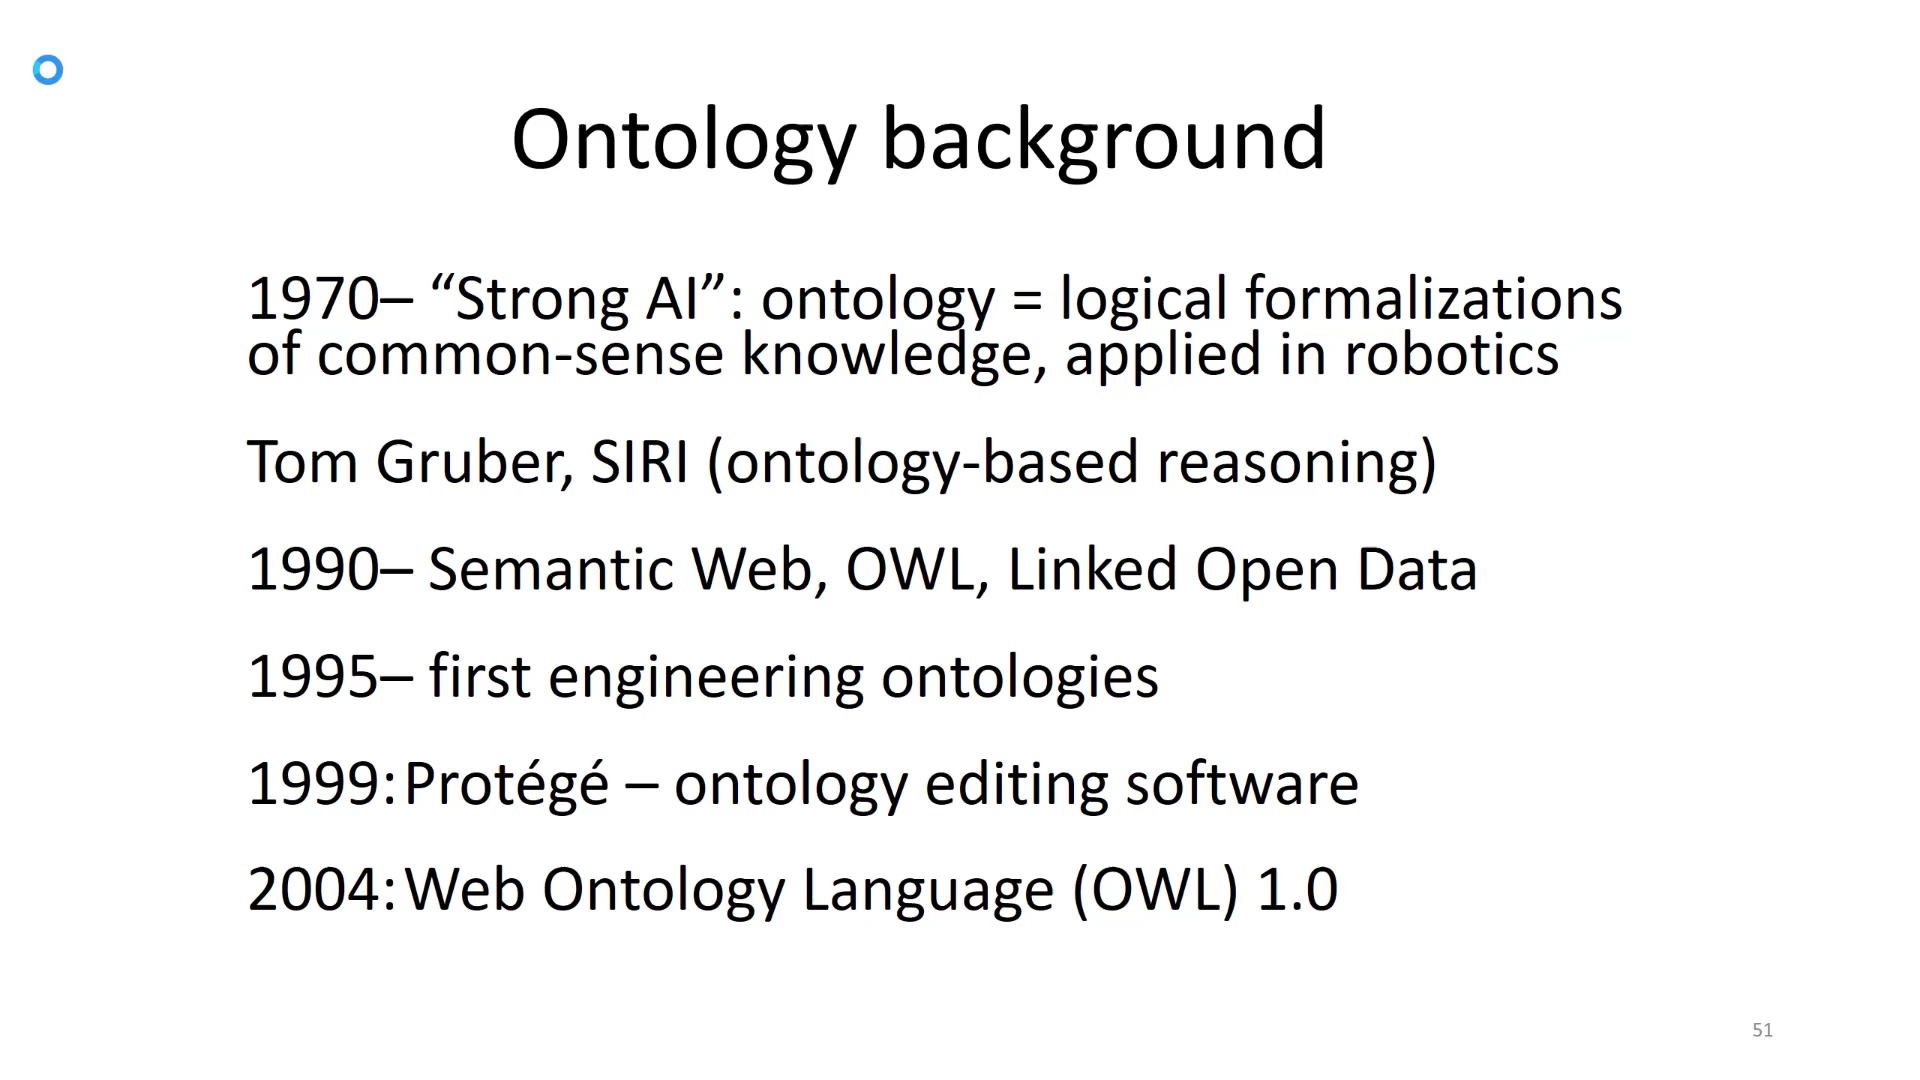 Ontology background
1970– “Strong AI”: ontology = logical formalizations
of common-sense knowledge, applied in robotics
Tom Gruber, SIRI (ontology-based reasoning)
1990– Semantic Web, OWL, Linked Open Data
1995– first engineering ontologies
1999: Protégé – ontology editing software
2004: Web Ontology Language (OWL) 1.0
51